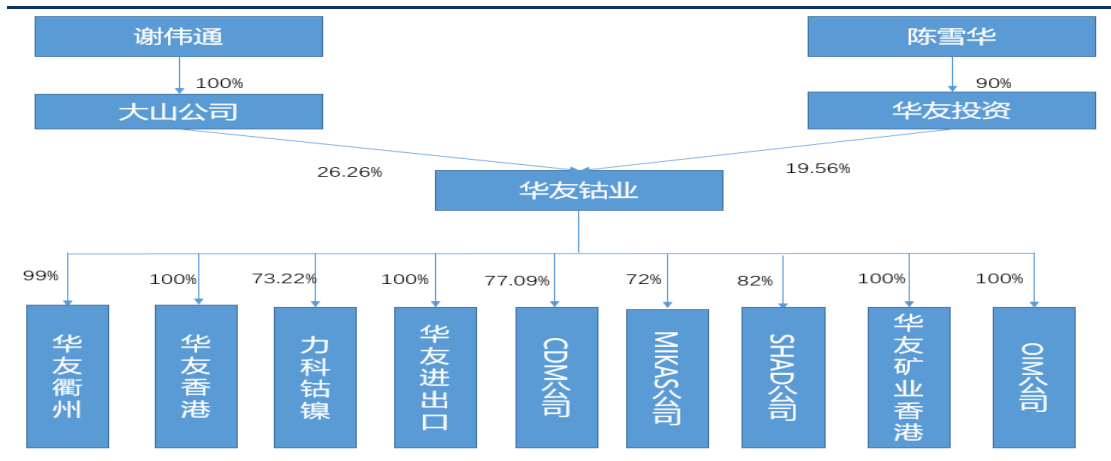 谢伟通
陈雪华
100%
90%
大山公司
华友投资
26.26%
19.56%
华友钴业
99%
100%
73.22%
100%
77.09%
72%
82%
100%
100%
华友衢州
华友香港
力科钴镍
华友进出口
CDM公司
MIKAS公司
SHAD公司
华友矿业香港
OIM公司